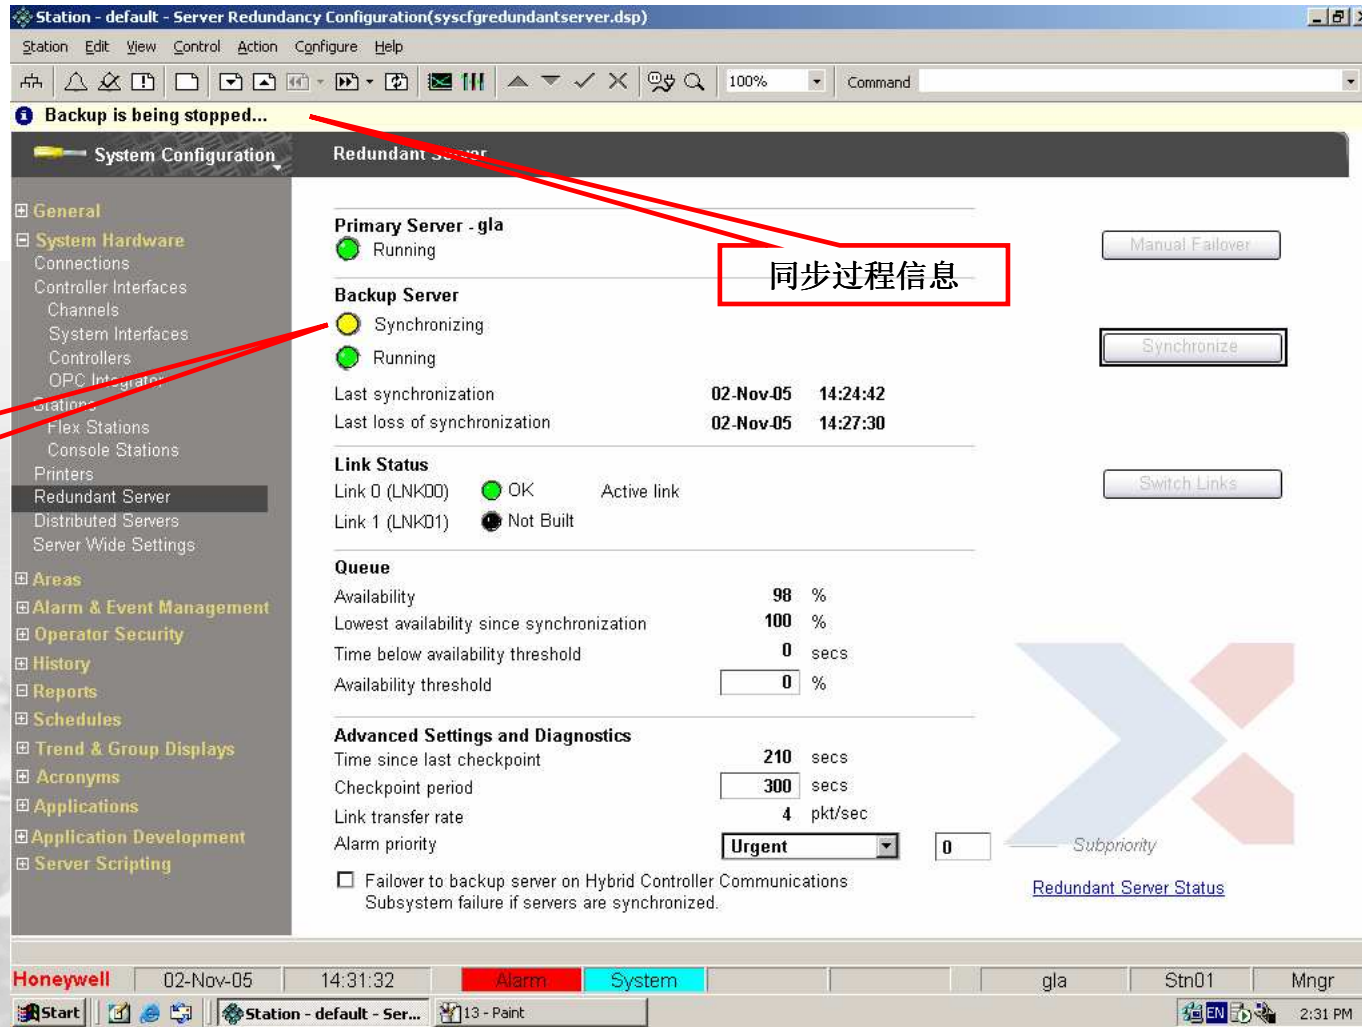 Station - default - Server Redundancy Configuration(syscfgredundantserver.dsp)
Station Edit View Control Action Configure Help
100% Command
Backup is being stopped...
System Configuration
Redundant Server
General
System Hardware
Connections
Controller Interfaces
Channels
System Interfaces
Controllers
OPC Integrator
Stations
Flex Stations
Console Stations
Printers
Redundant Server
Distributed Servers
Server Wide Settings
Areas
Alarm & Event Management
Operator Security
History
Reports
Schedules
Trend & Group Displays
Acronyms
Applications
Application Development
Server Scripting
Primary Server - gla
Running
Manual Failover
同步过程信息
Backup Server
Synchronizing
Running
Synchronize
Last synchronization 02-Nov-05 14:24:42
Last loss of synchronization 02-Nov-05 14:27:30
Link Status
Link 0 (LNK00) OK Active link
Link 1 (LNK01) Not Built
Switch Links
Queue
Availability 98 %
Lowest availability since synchronization 100 %
Time below availability threshold 0 secs
Availability threshold 0 %
Advanced Settings and Diagnostics
Time since last checkpoint 210 secs
Checkpoint period 300 secs
Link transfer rate 4 pkt/sec
Alarm priority Urgent 0 Subpriority
Failover to backup server on Hybrid Controller Communications
Subsystem failure if servers are synchronized.
Redundant Server Status
Honeywell 02-Nov-05 14:31:32 Alarm System gla Stn01 Mngr
Start Station - default - Ser... 13 - Paint EN 2:31 PM